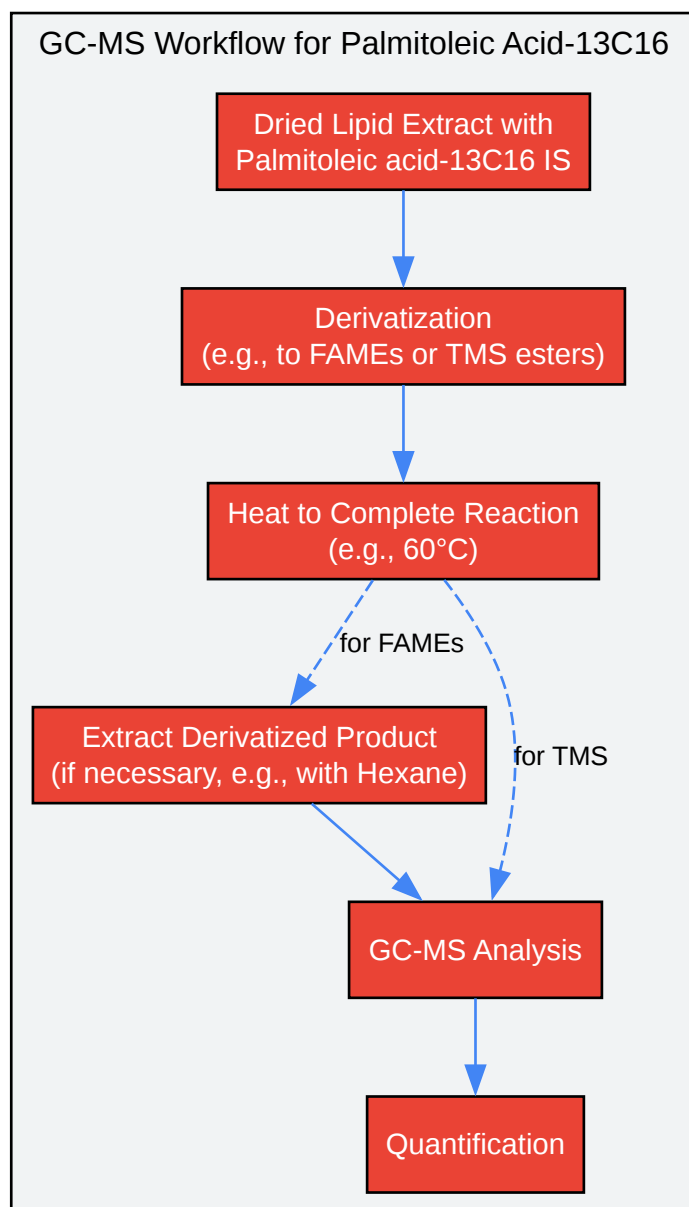 GC-MS Workflow for Palmitoleic Acid-13C16
Dried Lipid Extract with
Palmitoleic acid-13C16 IS
Derivatization
(e.g., to FAMEs or TMS esters)
Heat to Complete Reaction
(e.g., 60°C)
for FAMEs
Extract Derivatized Product
(if necessary, e.g., with Hexane)
for TMS
GC-MS Analysis
Quantification